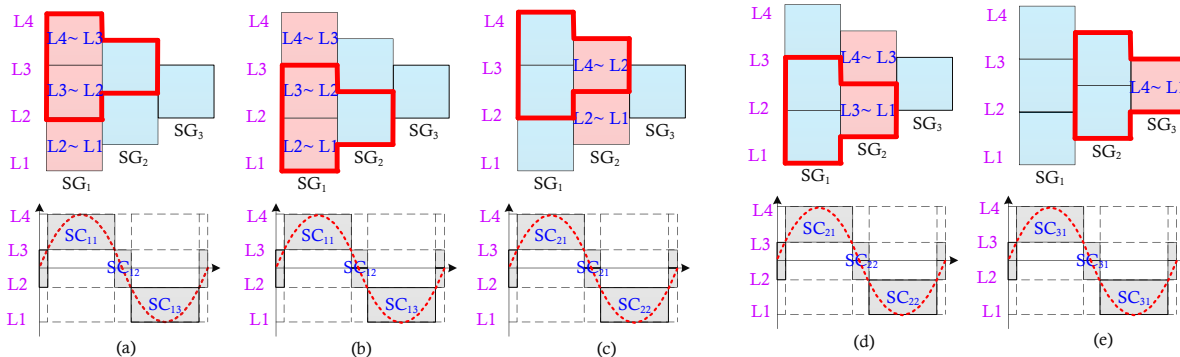 L4
L4~ L3
L3
L3~ L2
L2
SG₃
L2~ L1
SG₂
L1
SG₁
L4
SC₁₁
L3
SC₁₂
L2
SC₁₃
L1
(a)
L4
L4~ L3
L3
L3~ L2
L2
SG₃
L2~ L1
SG₂
L1
SG₁
L4
SC₁₁
L3
SC₁₂
L2
SC₁₃
L1
(b)
L4
L3
L4~ L2
L2
SG₃
L2~ L1
SG₂
L1
SG₁
L4
SC₂₁
L3
SC₂₁
L2
SC₂₂
L1
(c)
L4
L4~ L3
L3
L3~ L1
L2
SG₃
SG₂
L1
SG₁
L4
SC₂₁
L3
SC₂₂
L2
SC₂₂
L1
(d)
L4
L3
L4~ L1
L2
SG₃
SG₂
L1
SG₁
L4
SC₃₁
L3
SC₃₁
L2
SC₃₁
L1
(e)